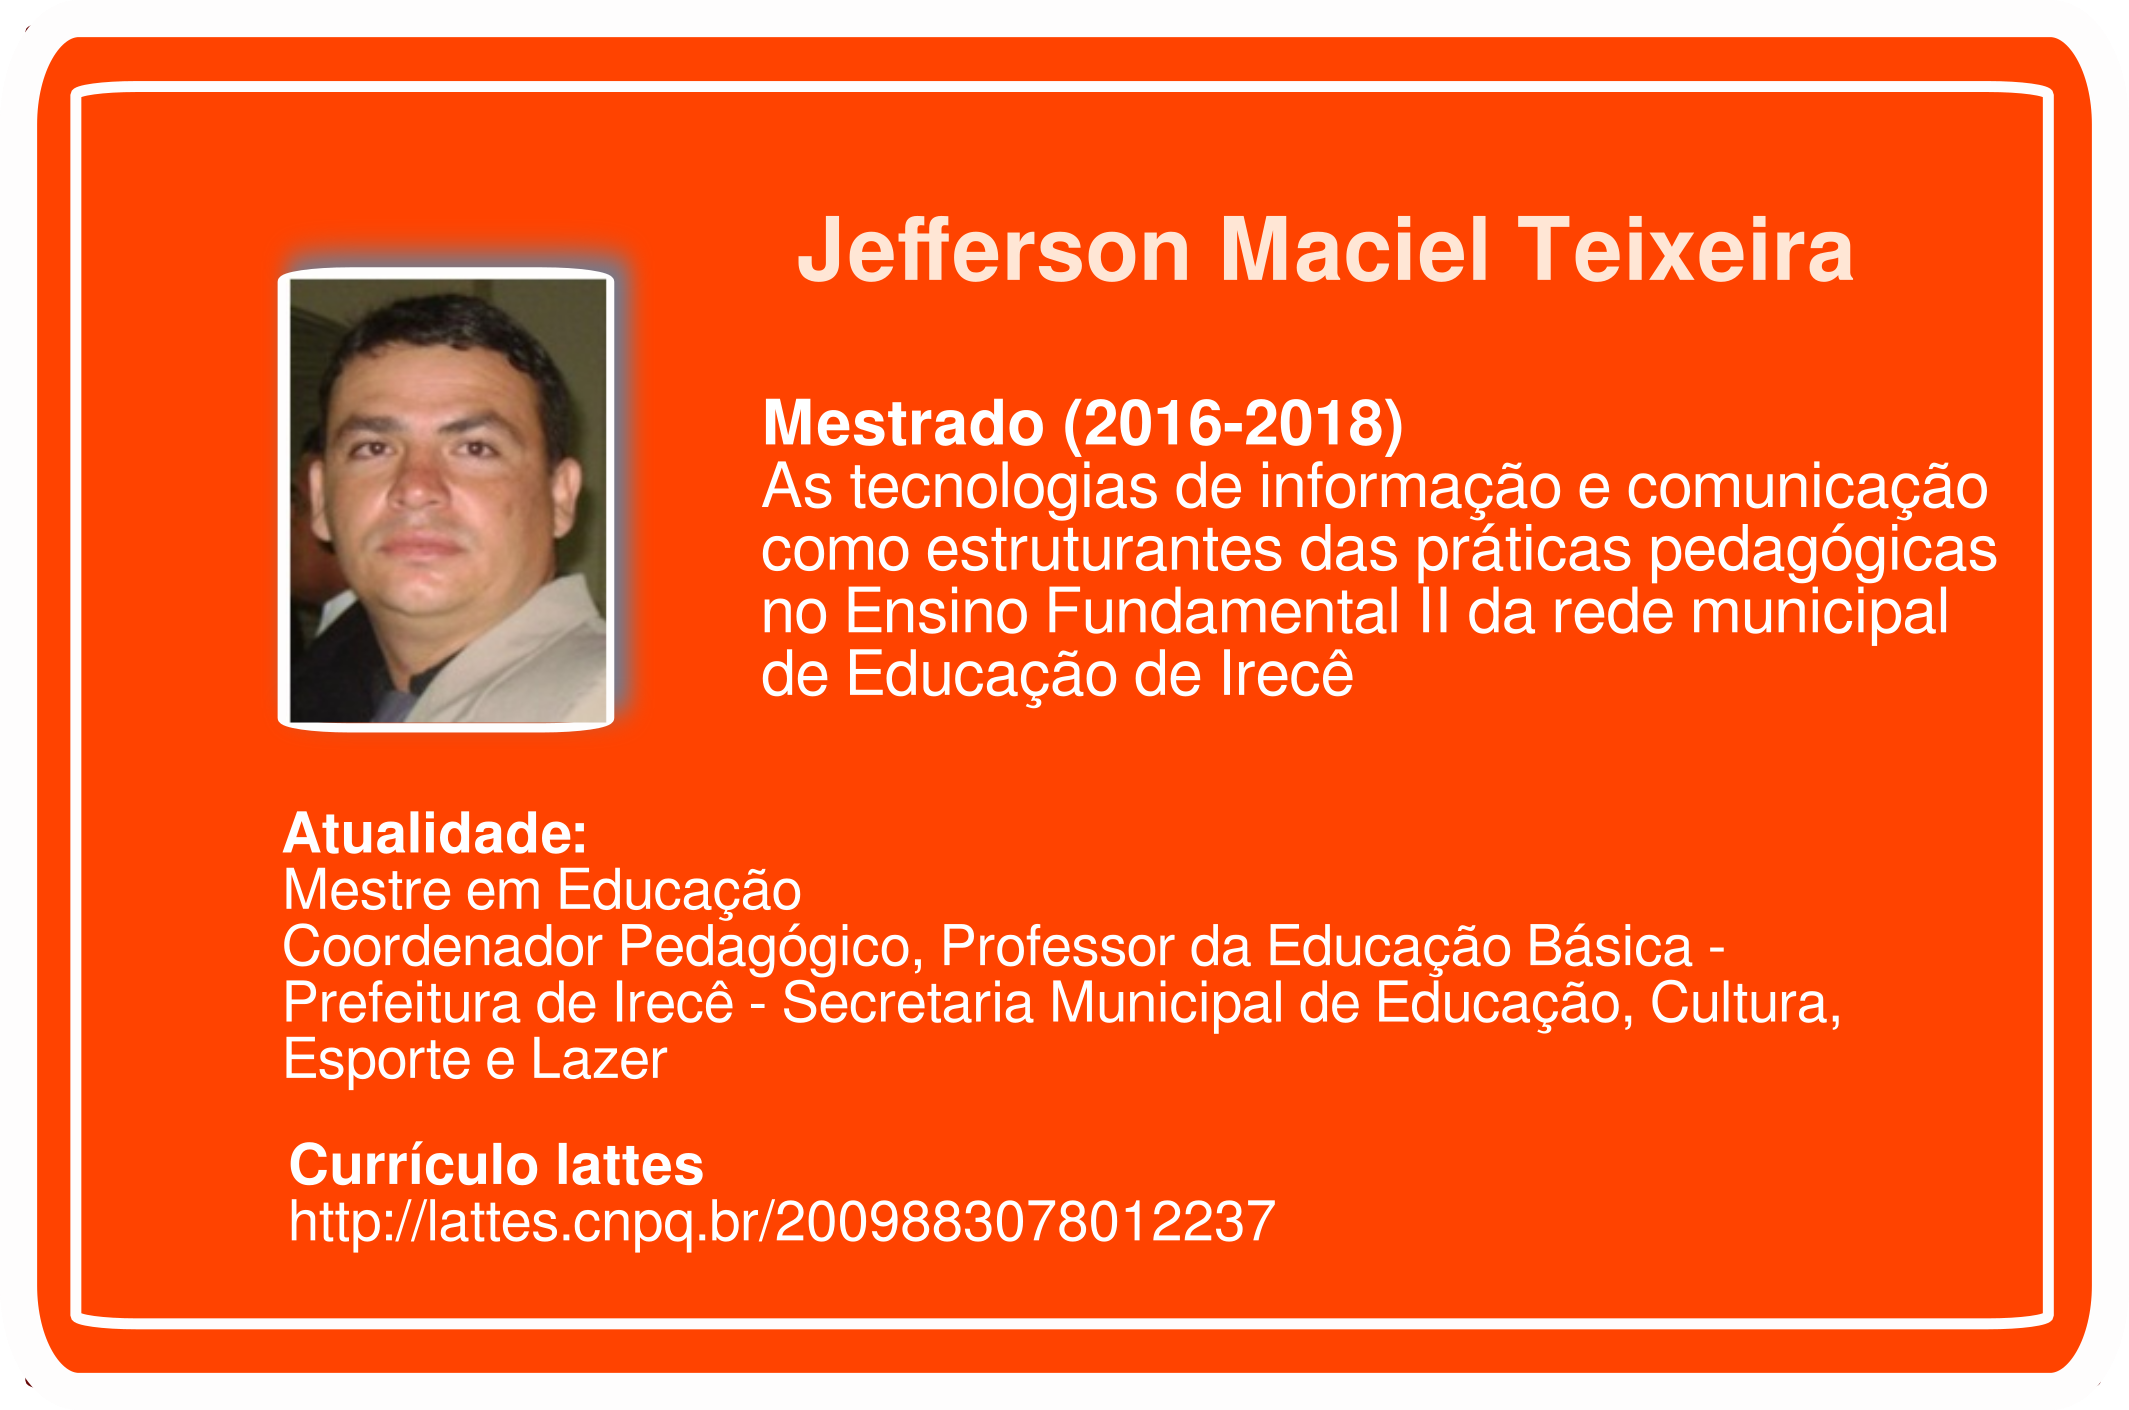 Jefferson Maciel Teixeira
Mestrado (2016-2018)
As tecnologias de informação e comunicação
como estruturantes das práticas pedagógicas
no Ensino Fundamental II da rede municipal
de Educação de Irecê
Atualidade:
Mestre em Educação
Coordenador Pedagógico, Professor da Educação Básica -
Prefeitura de Irecê - Secretaria Municipal de Educação, Cultura,
Esporte e Lazer
Currículo lattes
http://lattes.cnpq.br/2009883078012237